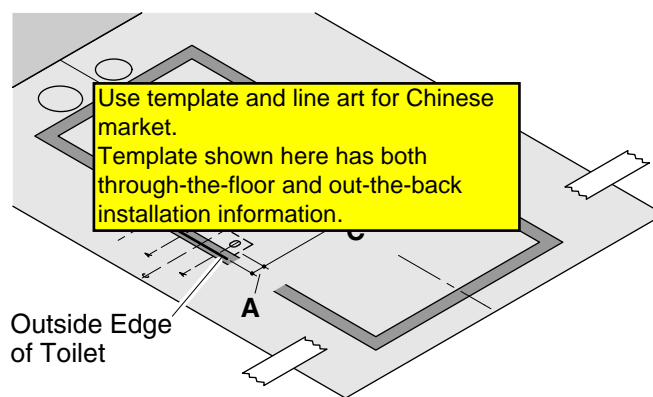 Use template and line art for Chinese
market.
Template shown here has both
through-the-floor and out-the-back
installation information.
A
Outside Edge
of Toilet